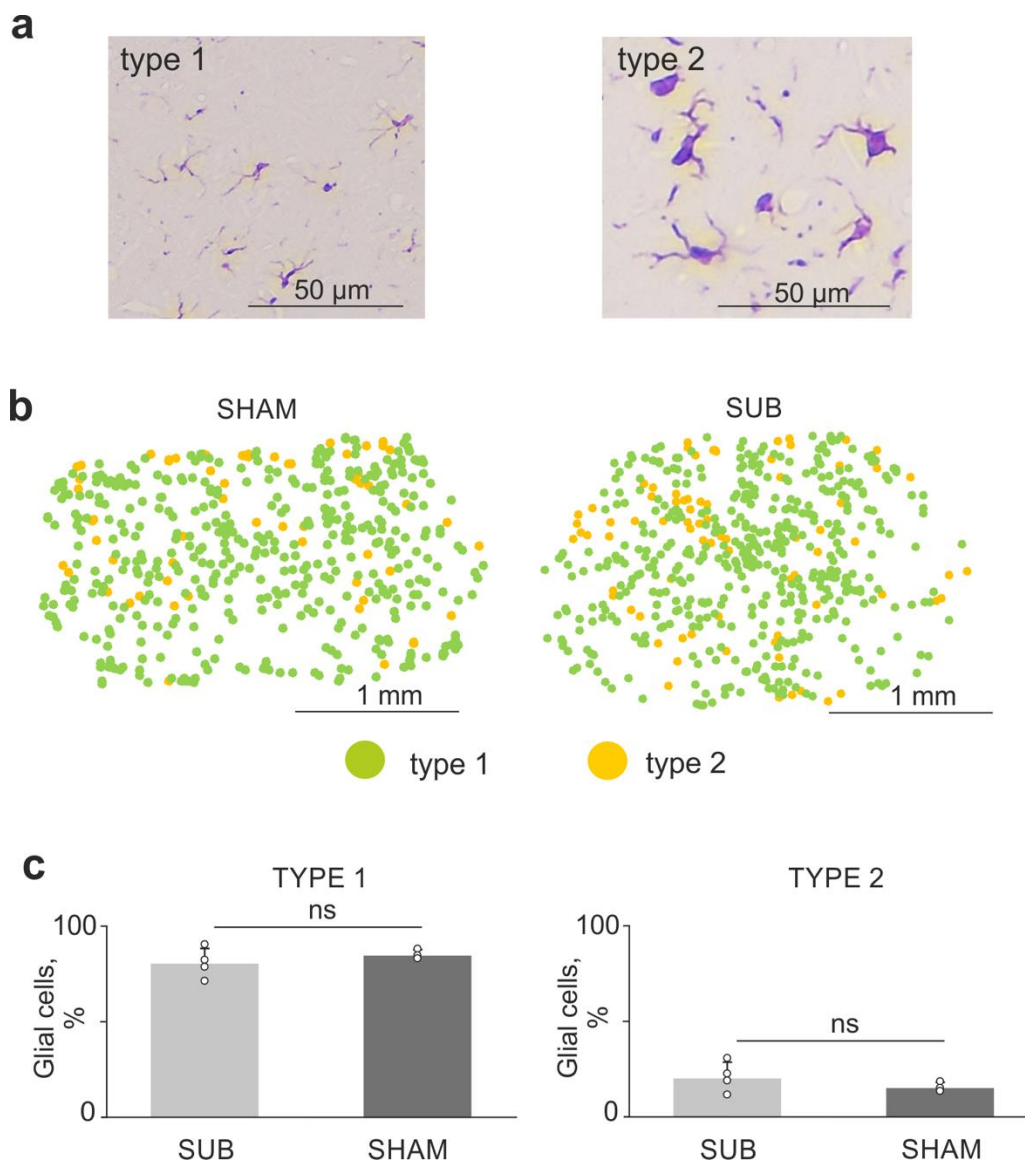 a
type 1
type 2
50 µm
50 µm
b
SHAM
SUB
1 mm
1 mm
type 1
type 2
c
TYPE 1
TYPE 2
ns
ns
100
0
Glial cells,
%
SUB
SHAM
100
0
Glial cells,
%
SUB
SHAM